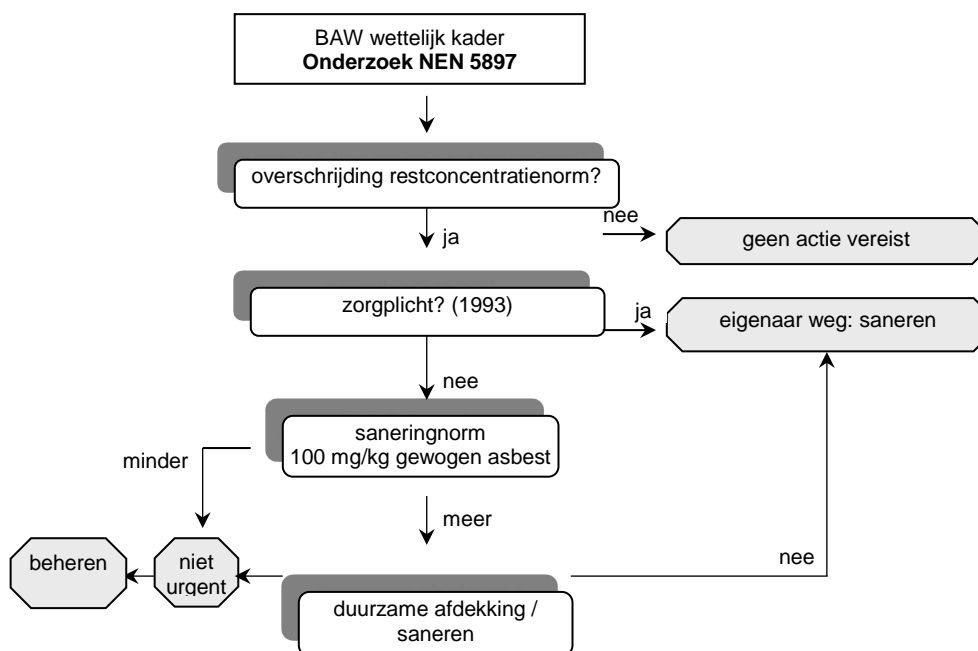 BAW wettelijk kader
Onderzoek NEN 5897
overschrijding restconcentratienorm?
nee
ja
geen actie vereist
zorgplicht? (1993)
ja
eigenaar weg: saneren
nee
saneringnorm
100 mg/kg gewogen asbest
minder
meer
beheren
niet
urgent
nee
duurzame afdekking /
saneren